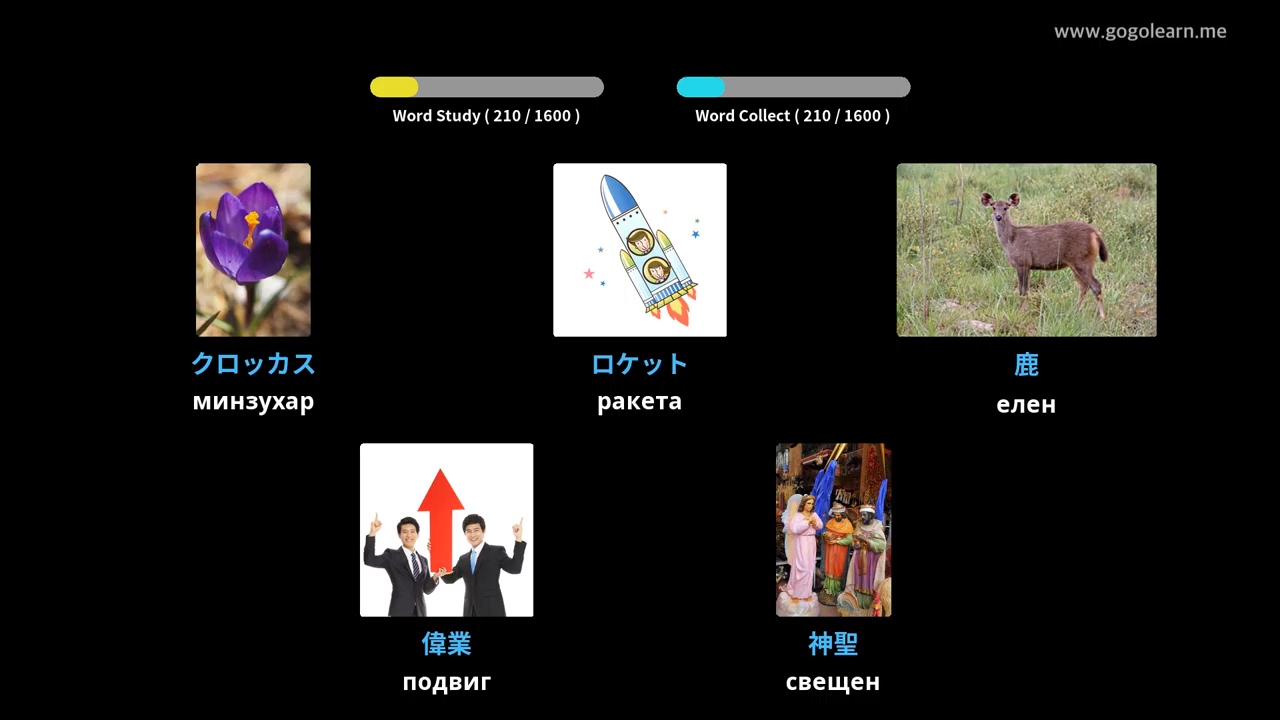 www.gogolearn.me
Word Study ( 210 / 1600 )
Word Collect ( 210 / 1600 )
クロッカス
минзухар
ロケット
ракета
鹿
елен
偉業
подвиг
神聖
свещен